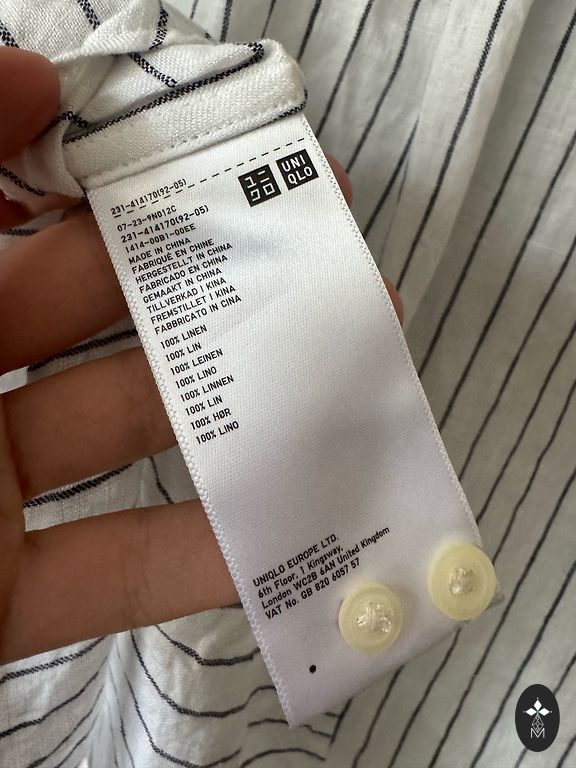 231-414170(92-05)
ユニ
クロ
UNI
QLO
07-23-9N012C
231-414170(92-05)
1414-00B1-00EE
MADE IN CHINA
FABRIQUÉ EN CHINE
HERGESTELLT IN CHINA
FABRICADO EN CHINA
GEMAAKT IN CHINA
TILLVERKAD I KINA
FREMSTILLET I KINA
FABBRICATO IN CINA
100% LINEN
100% LIN
100% LEINEN
100% LINO
100% LINNEN
100% LIN
100% HØR
100% LINO
UNIQLO EUROPE LTD.
6th Floor, 1 Kingsway,
London WC2B 6AN United Kingdom
VAT No. GB 820 6057 57
M